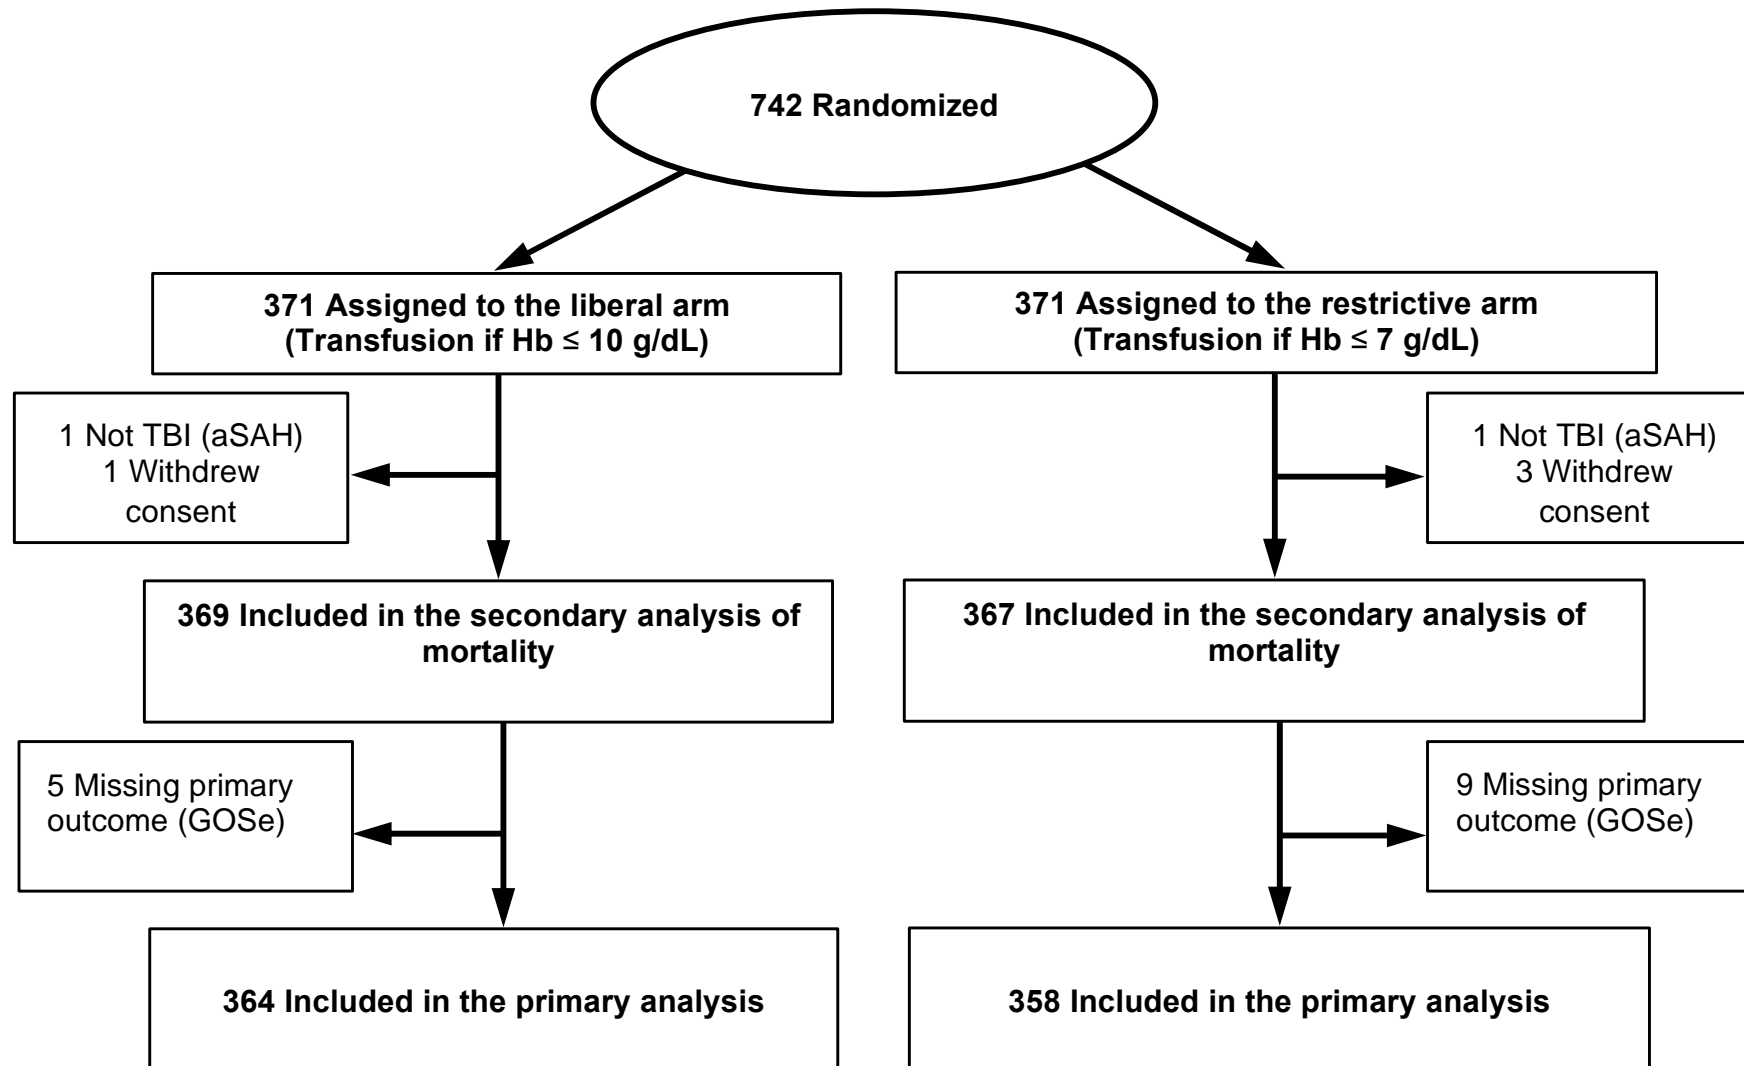 742 Randomized
371 Assigned to the liberal arm
(Transfusion if Hb ≤ 10 g/dL)
371 Assigned to the restrictive arm
(Transfusion if Hb ≤ 7 g/dL)
1 Not TBI (aSAH)
1 Withdrew
consent
1 Not TBI (aSAH)
3 Withdrew
consent
369 Included in the secondary analysis of
mortality
367 Included in the secondary analysis of
mortality
5 Missing primary
outcome (GOSe)
9 Missing primary
outcome (GOSe)
364 Included in the primary analysis
358 Included in the primary analysis